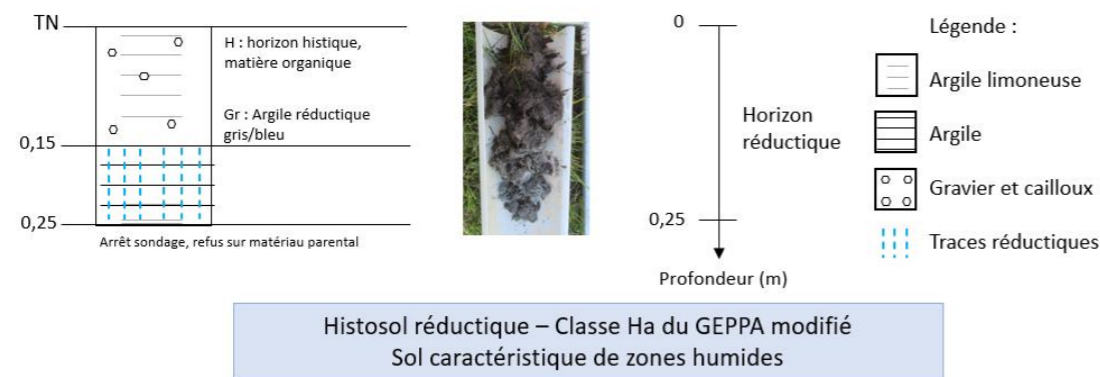 TN
H : horizon histique,
matière organique
Gr : Argile réductique
gris/bleu
0,15
0,25
Arrêt sondage, refus sur matériau parental
0
Horizon
réductique
0,25
Profondeur (m)
Légende :
Argile limoneuse
Argile
Gravier et cailloux
Traces réductiques
Histosol réductique – Classe Ha du GEPPA modifié
Sol caractéristique de zones humides